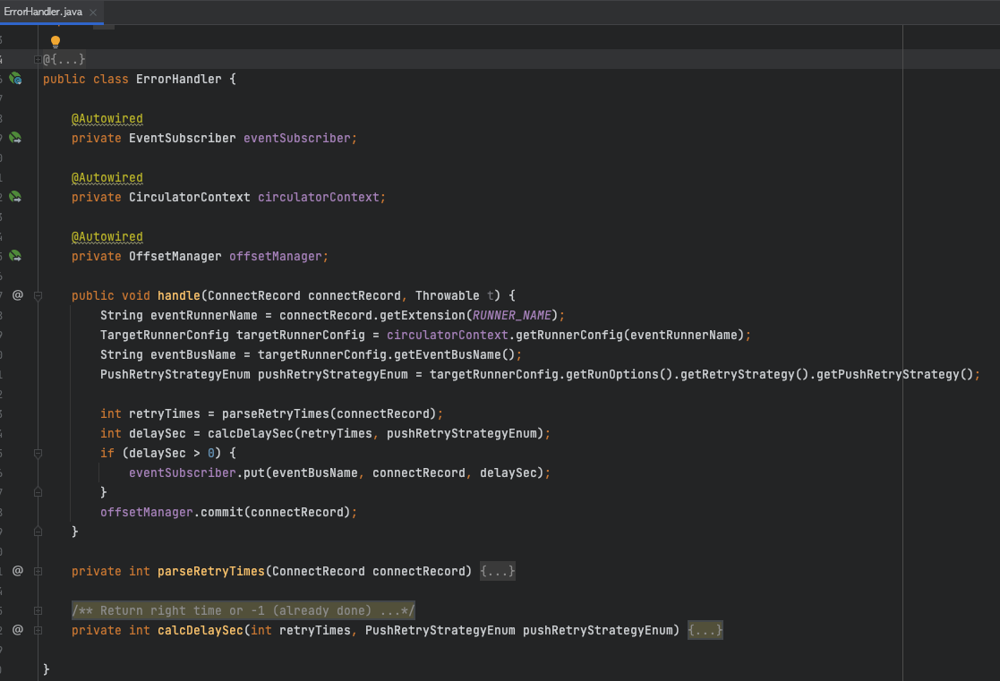 ErrorHandler.java
@{...}
public class ErrorHandler {
@Autowired
private EventSubscriber eventSubscriber;
@Autowired
private CirculatorContext circulatorContext;
@Autowired
private OffsetManager offsetManager;
public void handle(ConnectRecord connectRecord, Throwable t) {
String eventRunnerName = connectRecord.getExtension(RUNNER_NAME);
TargetRunnerConfig targetRunnerConfig = circulatorContext.getRunnerConfig(eventRunnerName);
String eventBusName = targetRunnerConfig.getEventBusName();
PushRetryStrategyEnum pushRetryStrategyEnum = targetRunnerConfig.getRunOptions().getRetryStrategy().getPushRetryStrategy();
int retryTimes = parseRetryTimes(connectRecord);
int delaySec = calcDelaySec(retryTimes, pushRetryStrategyEnum);
if (delaySec > 0) {
eventSubscriber.put(eventBusName, connectRecord, delaySec);
}
offsetManager.commit(connectRecord);
}
private int parseRetryTimes(ConnectRecord connectRecord) {...}
/** Return right time or -1 (already done) ...*/
private int calcDelaySec(int retryTimes, PushRetryStrategyEnum pushRetryStrategyEnum) {...}
}